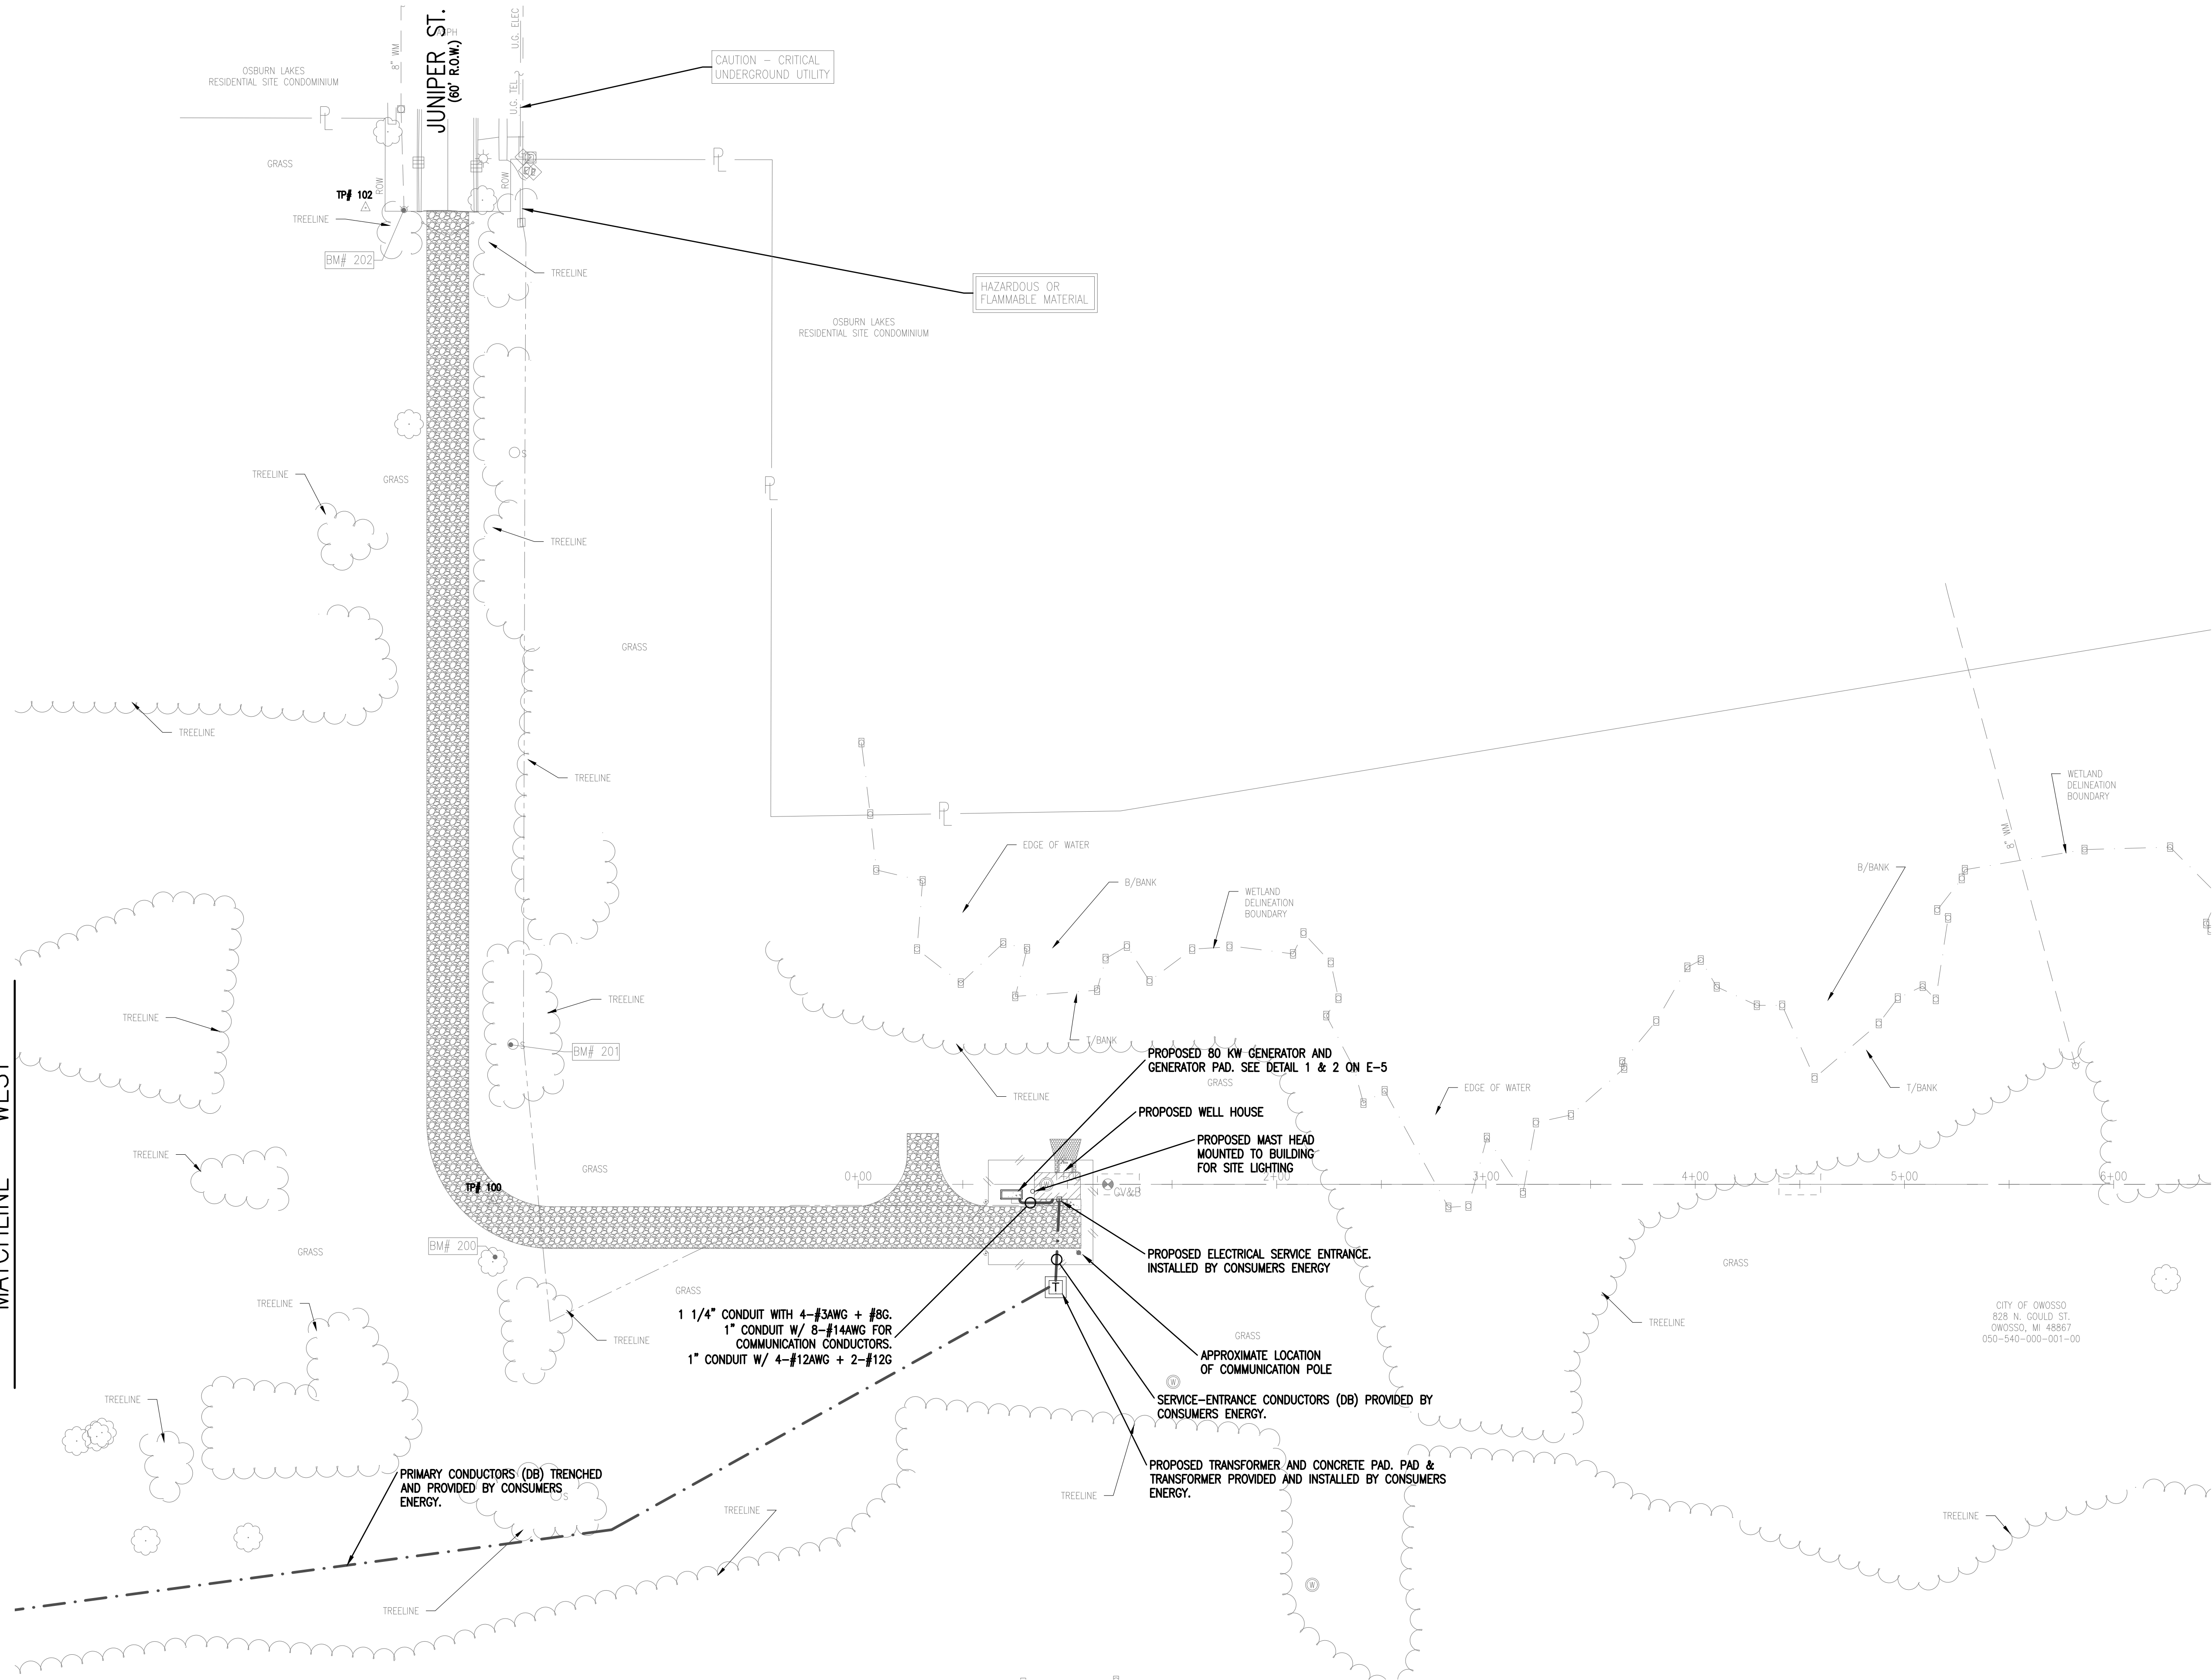 JUNIPER ST.
(60' R.O.W.)
8" WM
U.G. ELEC
U.G. TEL
OSBURN LAKES
RESIDENTIAL SITE CONDOMINIUM
CAUTION – CRITICAL
UNDERGROUND UTILITY
PL
GRASS
PL
ROW
ROW
TP# 102
TREELINE
BM# 202
TREELINE
HAZARDOUS OR
FLAMMABLE MATERIAL
OSBURN LAKES
RESIDENTIAL SITE CONDOMINIUM
S
TREELINE
GRASS
PL
TREELINE
GRASS
TREELINE
TREELINE
PL
WETLAND
DELINEATION
BOUNDARY
8" WM
EDGE OF WATER
B/BANK
B/BANK
WETLAND
DELINEATION
BOUNDARY
TREELINE
TREELINE
S
BM# 201
T/BANK
PROPOSED 80 KW GENERATOR AND
GENERATOR PAD. SEE DETAIL 1 & 2 ON E-5
GRASS
TREELINE
EDGE OF WATER
T/BANK
MATCHLINE WEST
PROPOSED WELL HOUSE
PROPOSED MAST HEAD
MOUNTED TO BUILDING
FOR SITE LIGHTING
TREELINE
GRASS
TP# 100
0+00
2+00
3+00
4+00
5+00
6+00
W
GV&B
BM# 200
GRASS
PROPOSED ELECTRICAL SERVICE ENTRANCE.
INSTALLED BY CONSUMERS ENERGY
GRASS
T
GRASS
TREELINE
1 1/4" CONDUIT WITH 4-#3AWG + #8G.
1" CONDUIT W/ 8-#14AWG FOR
COMMUNICATION CONDUCTORS.
1" CONDUIT W/ 4-#12AWG + 2-#12G
TREELINE
GRASS
TREELINE
CITY OF OWOSSO
828 N. GOULD ST.
OWOSSO, MI 48867
050-540-000-001-00
APPROXIMATE LOCATION
OF COMMUNICATION POLE
W
TREELINE
SERVICE-ENTRANCE CONDUCTORS (DB) PROVIDED BY
CONSUMERS ENERGY.
PRIMARY CONDUCTORS (DB) TRENCHED
AND PROVIDED BY CONSUMERS
ENERGY.
S
PROPOSED TRANSFORMER AND CONCRETE PAD. PAD &
TRANSFORMER PROVIDED AND INSTALLED BY CONSUMERS
ENERGY.
TREELINE
TREELINE
TREELINE
W
TREELINE